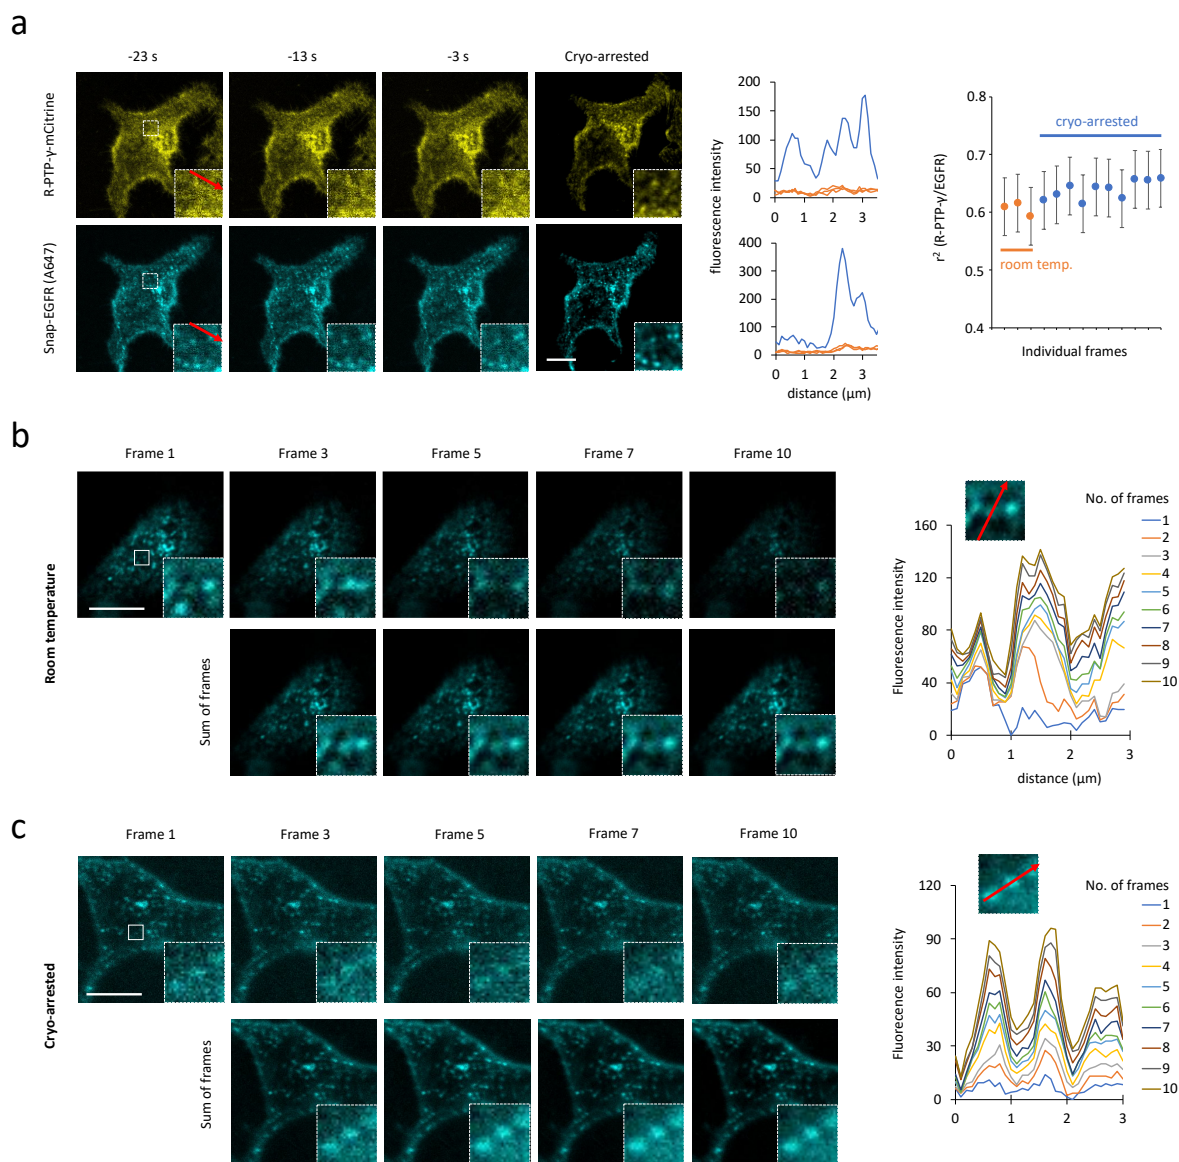 a
-23 s
-13 s
-3 s
Cryo-arrested
R-PTP-γ-mCitrine
Snap-EGFR (A647)
fluorescence intensity
200
150
100
50
0
0 1 2 3
400
300
200
100
0
0 1 2 3
distance (μm)
r² (R-PTP-γ/EGFR)
0.8
0.7
0.6
0.5
0.4
cryo-arrested
room temp.
Individual frames
b
Room temperature
Frame 1
Frame 3
Frame 5
Frame 7
Frame 10
Sum of frames
Fluorescence intensity
160
120
80
40
0
0 1 2 3
distance (μm)
No. of frames
1
2
3
4
5
6
7
8
9
10
c
Cryo-arrested
Frame 1
Frame 3
Frame 5
Frame 7
Frame 10
Sum of frames
Fluorecence intensity
120
90
60
30
0
0 1 2 3
No. of frames
1
2
3
4
5
6
7
8
9
10